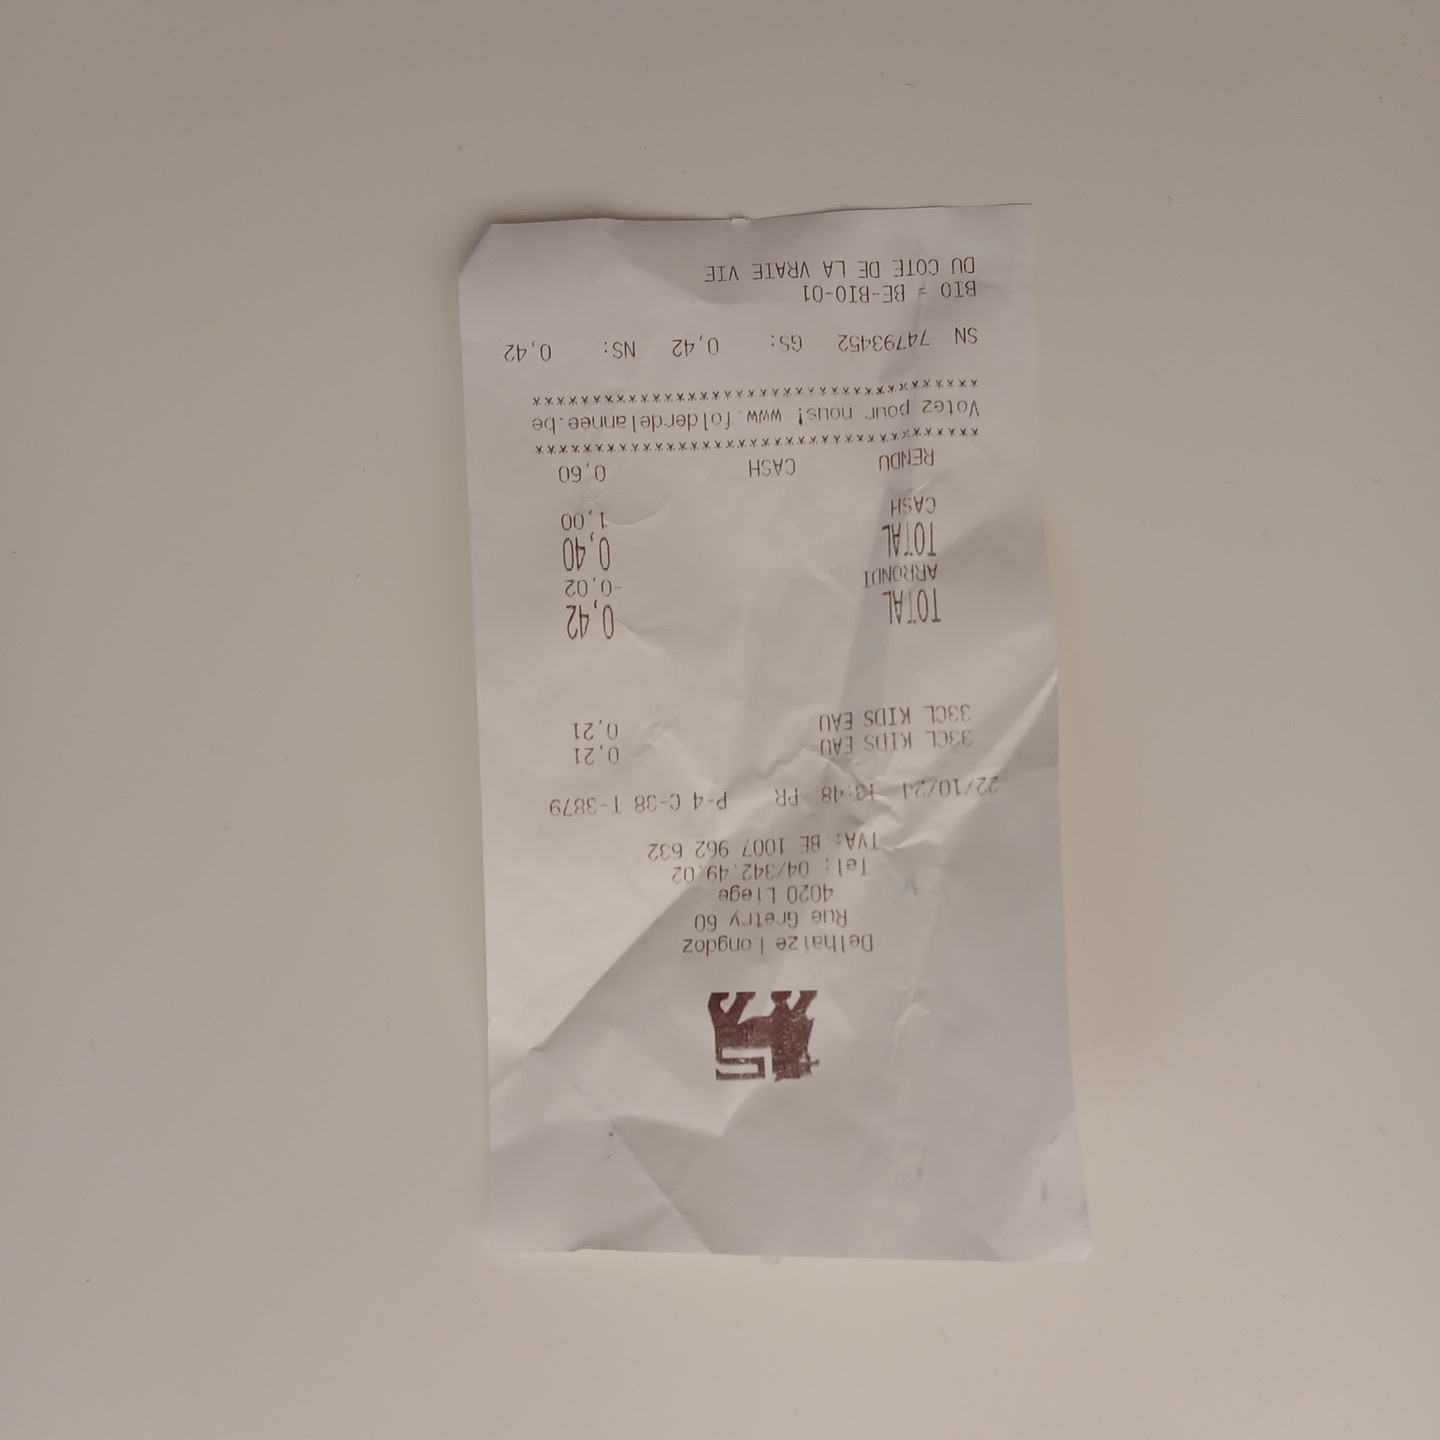 Delhaize Longdoz
Rue Gretry 60
4020 Liege
Tel: 04/342.49.02
TVA: BE 1007 962 632
22/10/24 13:48 PR P-4 C-38 T-3879
33CL KIDS EAU 0,21
33CL KIDS EAU 0,21
TOTAL 0,42
ARRONDI -0,02
TOTAL 0,40
CASH 1,00
RENDU CASH 0,60
****************************************
Votez pour nous! www.folderdelannee.be
****************************************
SN 74793452 GS: 0,42 NS: 0,42
BIO = BE-BIO-01
DU COTE DE LA VRAIE VIE